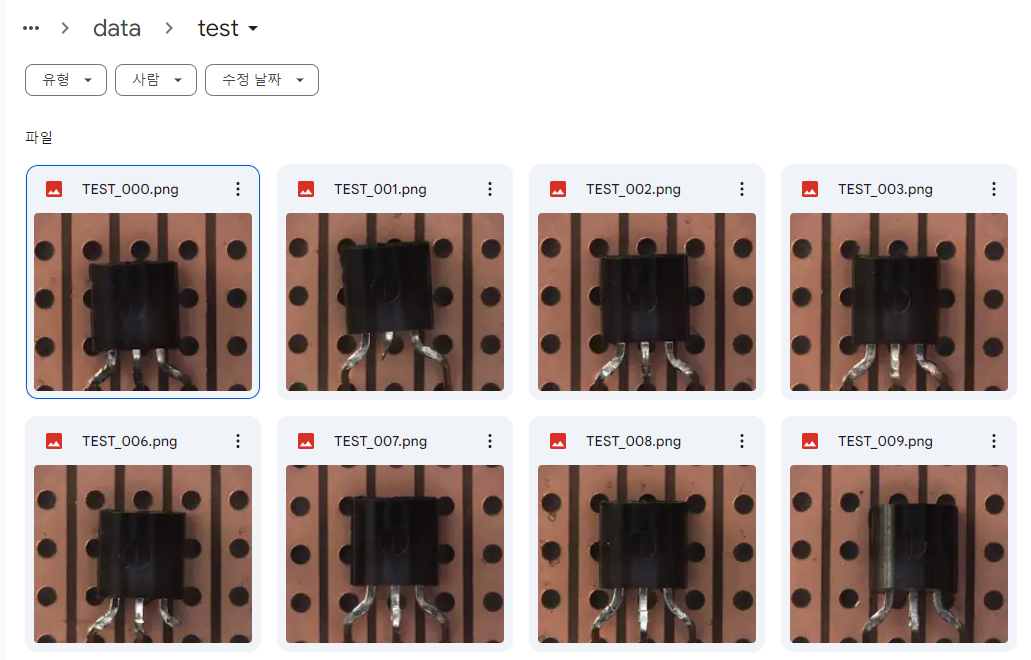 ... > data > test
유형
사람
수정 날짜
파일
TEST_000.png
TEST_001.png
TEST_002.png
TEST_003.png
TEST_006.png
TEST_007.png
TEST_008.png
TEST_009.png